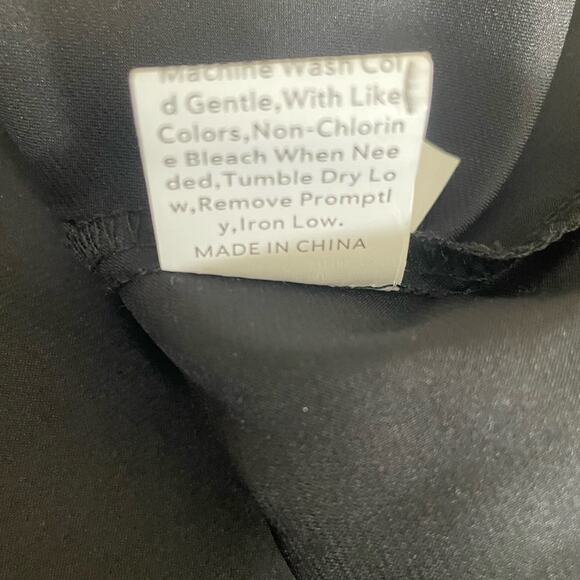 Machine Wash Col
d Gentle,With Like
Colors,Non-Chlorin
e Bleach When Nee
ded,Tumble Dry Lo
w,Remove Promptl
y,Iron Low.
MADE IN CHINA